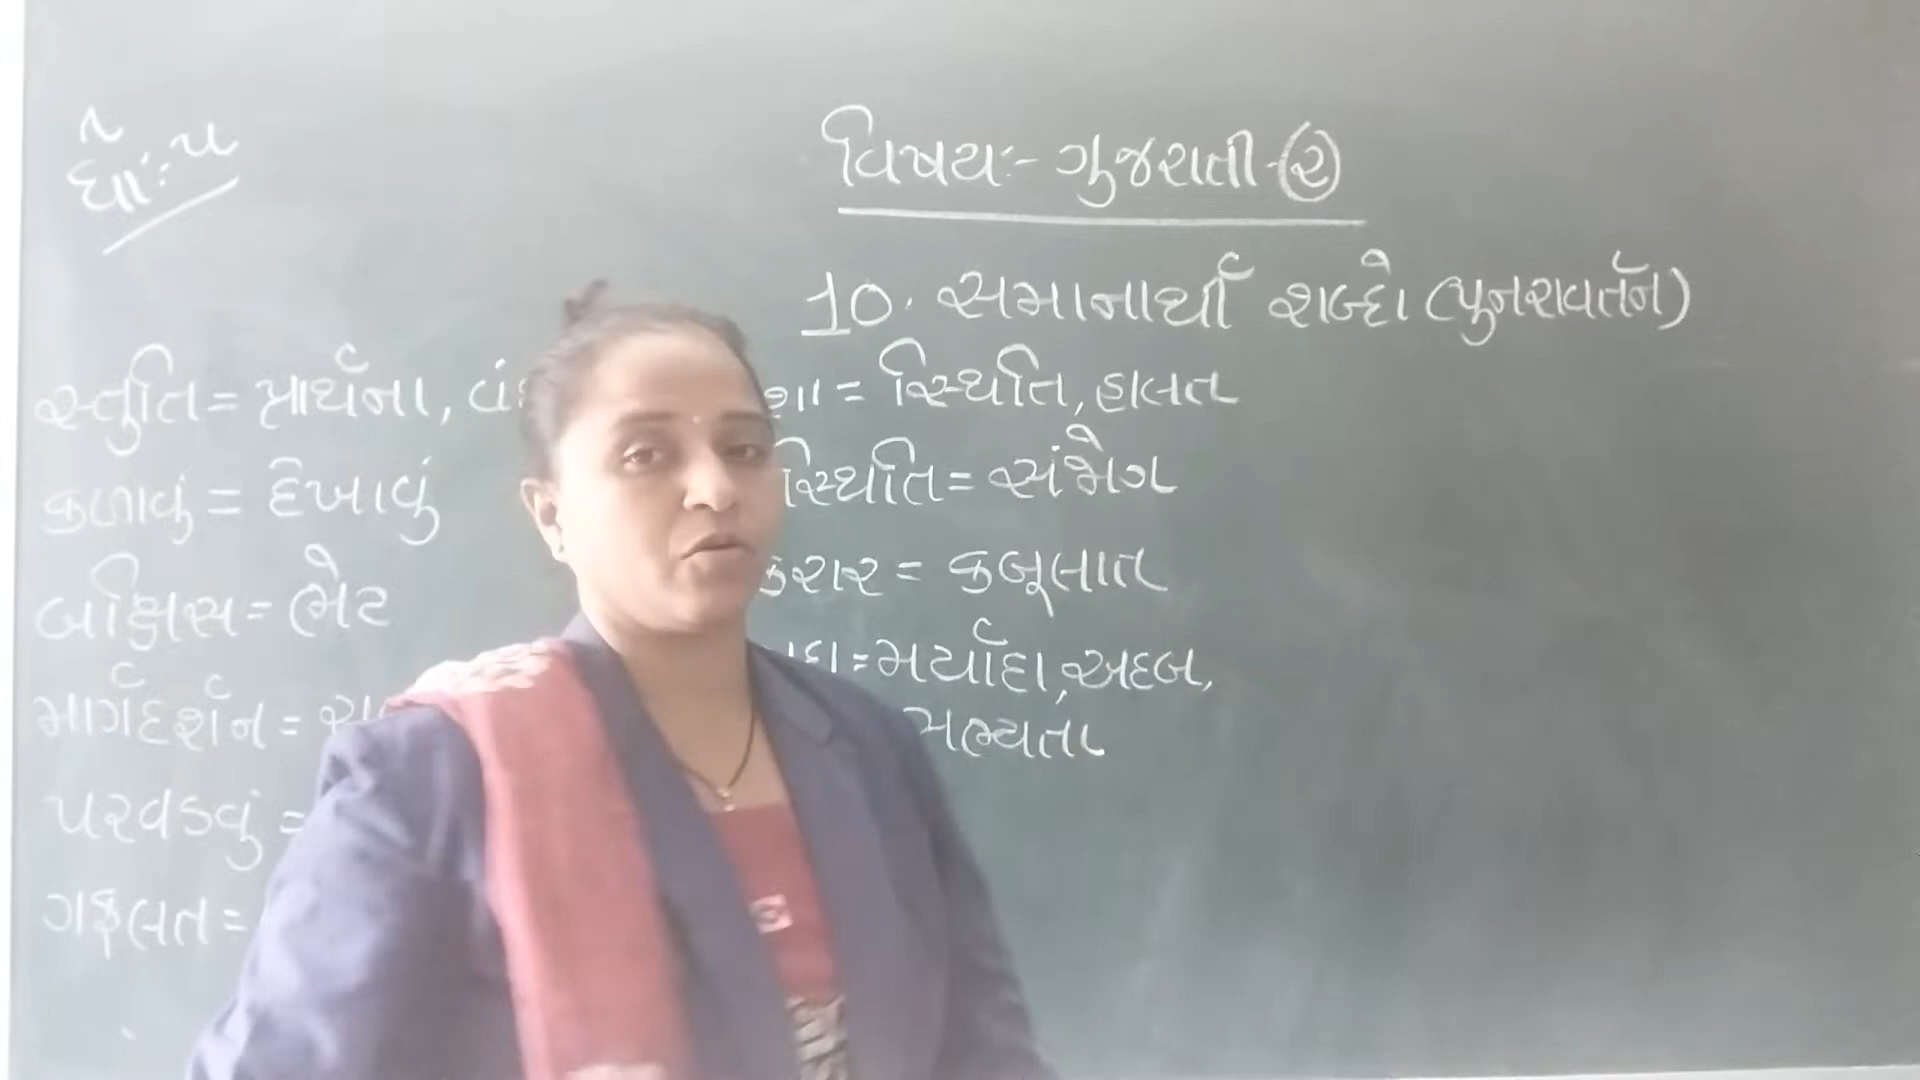 ધો:-૫
વિષય:- ગુજરાતી-૨
10. સમાનાર્થી શબ્દો (પુનરાવર્તન)
સ્તુતિ = પ્રાર્થના,
કળાવું = દેખાવું
બક્ષિસ = ભેટ
માર્ગદર્શન =
પરવડવું =
ગફલત =
= સ્થિતિ, હાલત
સ્થિતિ = સંજોગ
કરાર = કબૂલાત
= મર્યાદા, અદબ,
સભ્યતા